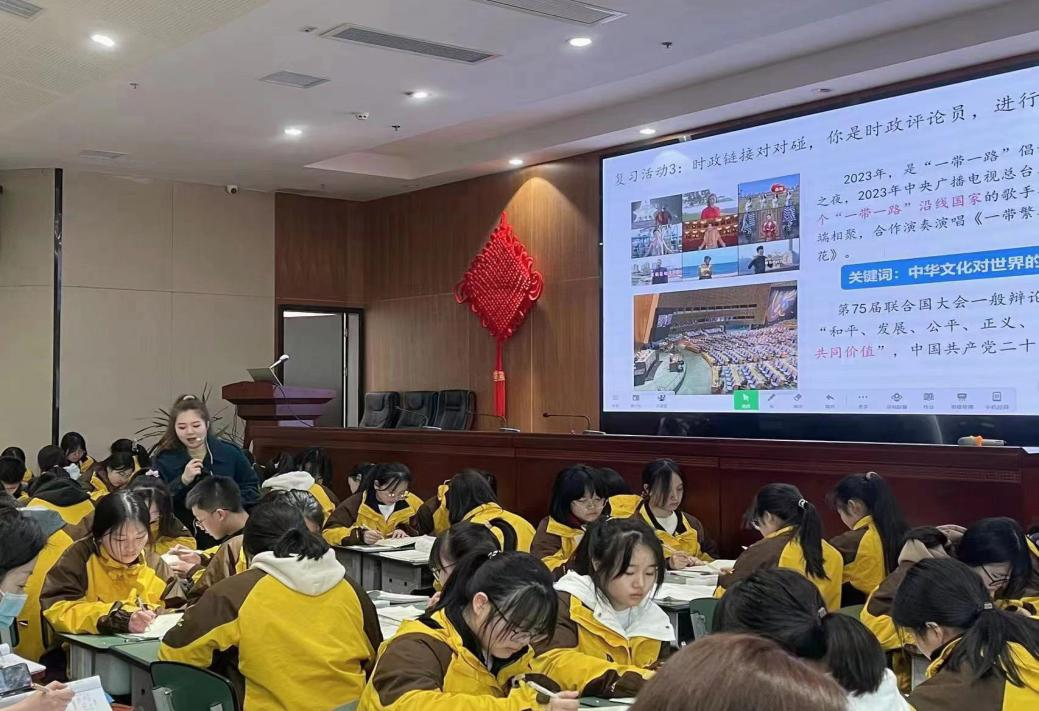 复习活动3：时政链接对对碰，你是时政评论员，进行
2023年，是“一带一路”倡
之夜，2023年中央广播电视总台
个“一带一路”沿线国家的歌手
端相聚，合作演奏演唱《一带繁
花》。
关键词：中华文化对世界的
第75届联合国大会一般辩论
“和平、发展、公平、正义、
共同价值”，中国共产党二十